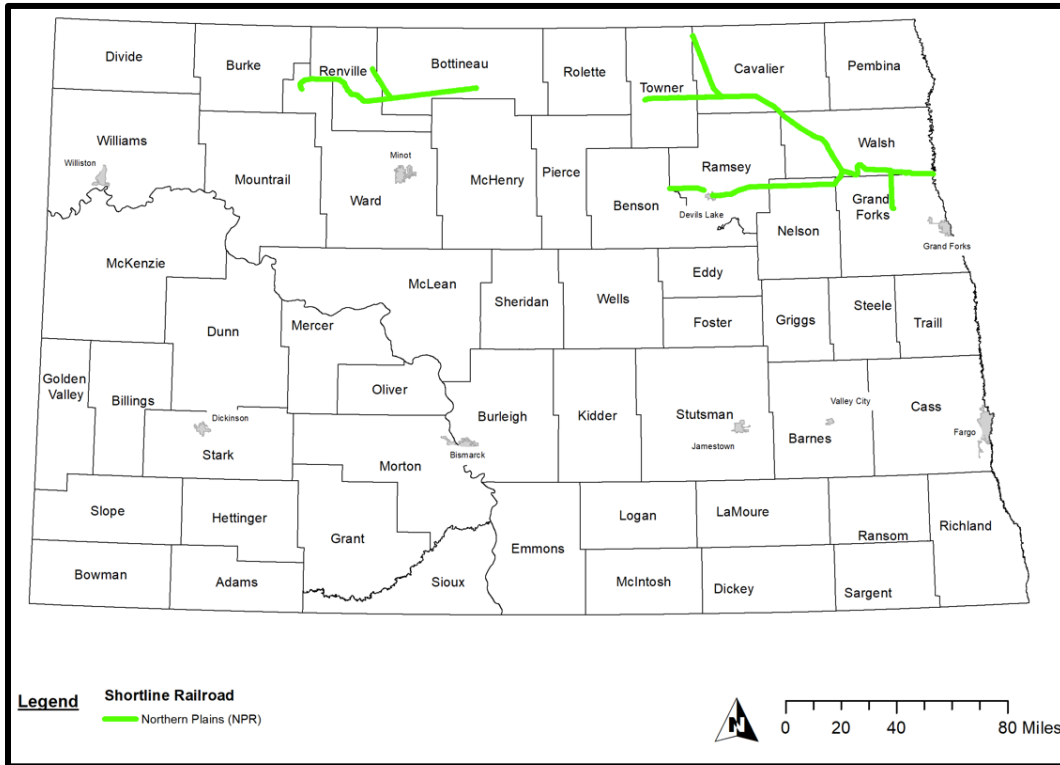 Divide
Burke
Renville
Bottineau
Rolette
Towner
Cavalier
Pembina
Williams
Williston
Mountrail
Minot
Ward
McHenry
Pierce
Ramsey
Walsh
Benson
Devils Lake
Nelson
Grand
Forks
Grand Forks
McKenzie
McLean
Sheridan
Wells
Eddy
Foster
Griggs
Steele
Traill
Dunn
Mercer
Oliver
Golden
Valley
Billings
Dickinson
Stark
Morton
Burleigh
Bismarck
Kidder
Stutsman
Jamestown
Valley City
Barnes
Cass
Fargo
Slope
Hettinger
Grant
Emmons
Logan
LaMoure
Ransom
Richland
Bowman
Adams
Sioux
McIntosh
Dickey
Sargent
Legend
Shortline Railroad
Northern Plains (NPR)
N
0 20 40 80 Miles